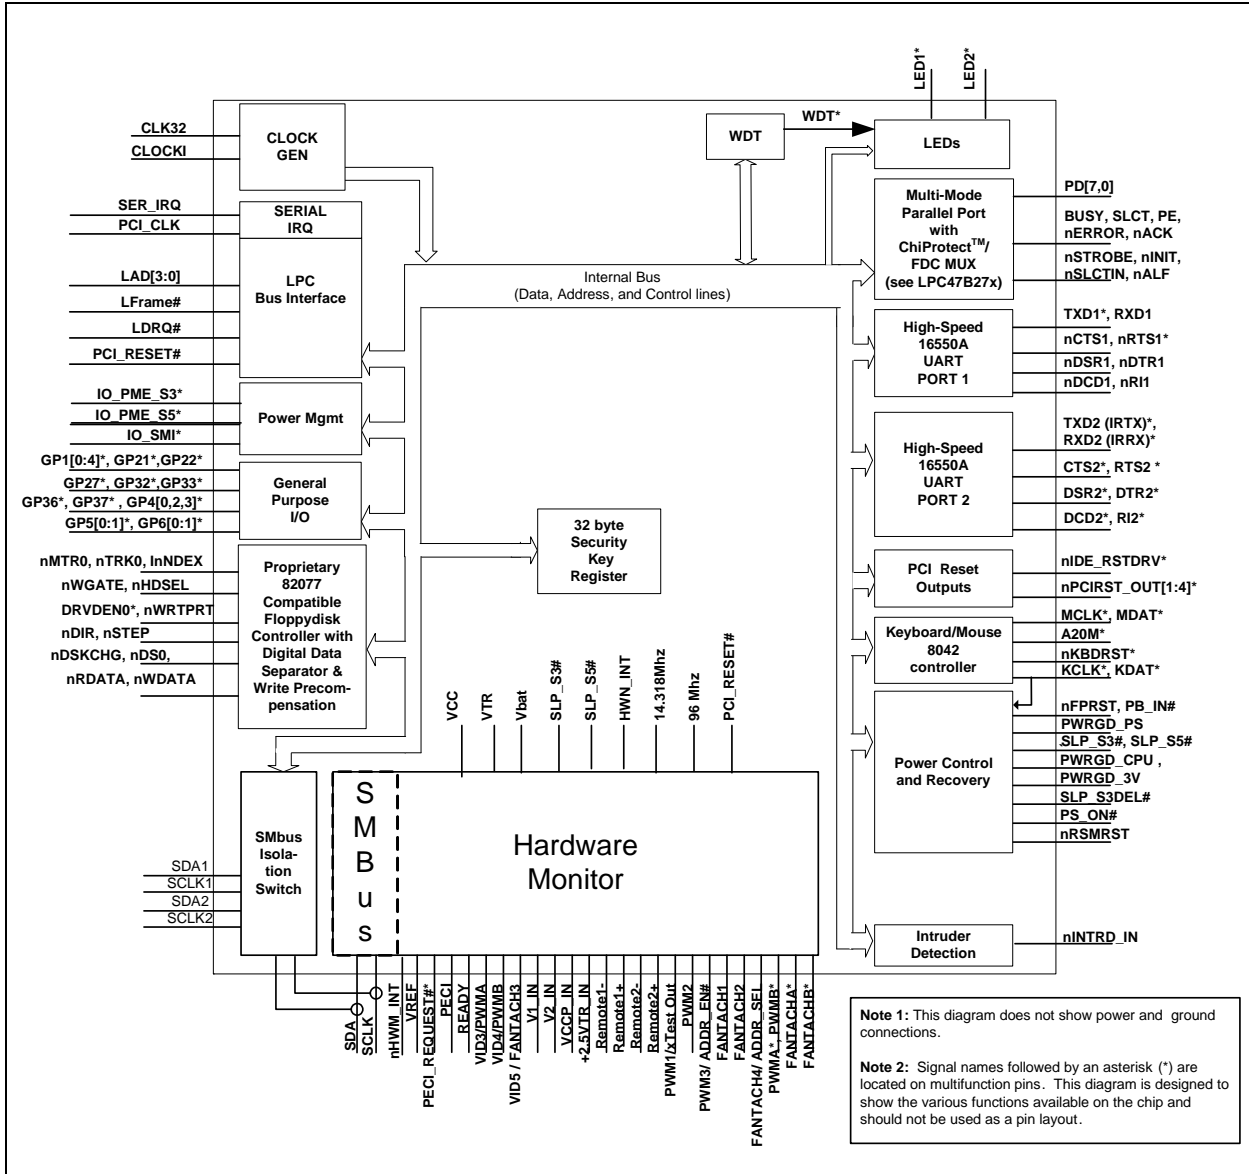 LED1*
LED2*
CLK32
CLOCKI
CLOCK
GEN
WDT
WDT*
LEDs
SER_IRQ
PCI_CLK
SERIAL
IRQ
LAD[3:0]
LFrame#
LDRQ#
PCI_RESET#
LPC
Bus Interface
Internal Bus
(Data, Address, and Control lines)
Multi-Mode
Parallel Port
with
ChiProtect™/
FDC MUX
(see LPC47B27x)
PD[7,0]
BUSY, SLCT, PE,
nERROR, nACK
nSTROBE, nINIT,
nSLCTIN, nALF
High-Speed
16550A
UART
PORT 1
TXD1*, RXD1
nCTS1, nRTS1*
nDSR1, nDTR1
nDCD1, nRI1
IO_PME_S3*
IO_PME_S5*
IO_SMI*
Power Mgmt
High-Speed
16550A
UART
PORT 2
TXD2 (IRTX)*,
RXD2 (IRRX)*
CTS2*, RTS2 *
DSR2*, DTR2*
DCD2*, RI2*
GP1[0:4]*, GP21*,GP22*
GP27*, GP32*,GP33*
GP36*, GP37* , GP4[0,2,3]*
GP5[0:1]*, GP6[0:1]*
General
Purpose
I/O
32 byte
Security
Key
Register
nMTR0, nTRK0, InNDEX
nWGATE, nHDSEL
DRVDEN0*, nWRTPRT
nDIR, nSTEP
nDSKCHG, nDS0,
nRDATA, nWDATA
Proprietary
82077
Compatible
Floppydisk
Controller with
Digital Data
Separator &
Write Precom-
pensation
PCI Reset
Outputs
nIDE_RSTDRV*
nPCIRST_OUT[1:4]*
Keyboard/Mouse
8042
controller
MCLK*, MDAT*
A20M*
nKBDRST*
KCLK*, KDAT*
Power Control
and Recovery
nFPRST, PB_IN#
PWRGD_PS
SLP_S3#, SLP_S5#
PWRGD_CPU ,
PWRGD_3V
SLP_S3DEL#
PS_ON#
nRSMRST
VCC
VTR
Vbat
SLP_S3#
SLP_S5#
HWN_INT
14.318Mhz
96 Mhz
PCI_RESET#
SMbus
Isola-
tion
Switch
SDA1
SCLK1
SDA2
SCLK2
S
M
B
u
s
Hardware
Monitor
Intruder
Detection
nINTRD_IN
SDA
SCLK
nHWM_INT
VREF
PECI_REQUEST#*
PECI
READY
VID3/PWMA
VID4/PWMB
VID5 / FANTACH3
V1_IN
V2_IN
VCCP_IN
+2.5VTR_IN
Remote1-
Remote1+
Remote2-
Remote2+
PWM1/xTest Out
PWM2
PWM3/ ADDR_EN#
FANTACH1
FANTACH2
FANTACH4/ ADDR_SEL
PWMA*, PWMB*
FANTACHA*
FANTACHB*
Note 1: This diagram does not show power and ground
connections.
Note 2: Signal names followed by an asterisk (*) are
located on multifunction pins. This diagram is designed to
show the various functions available on the chip and
should not be used as a pin layout.